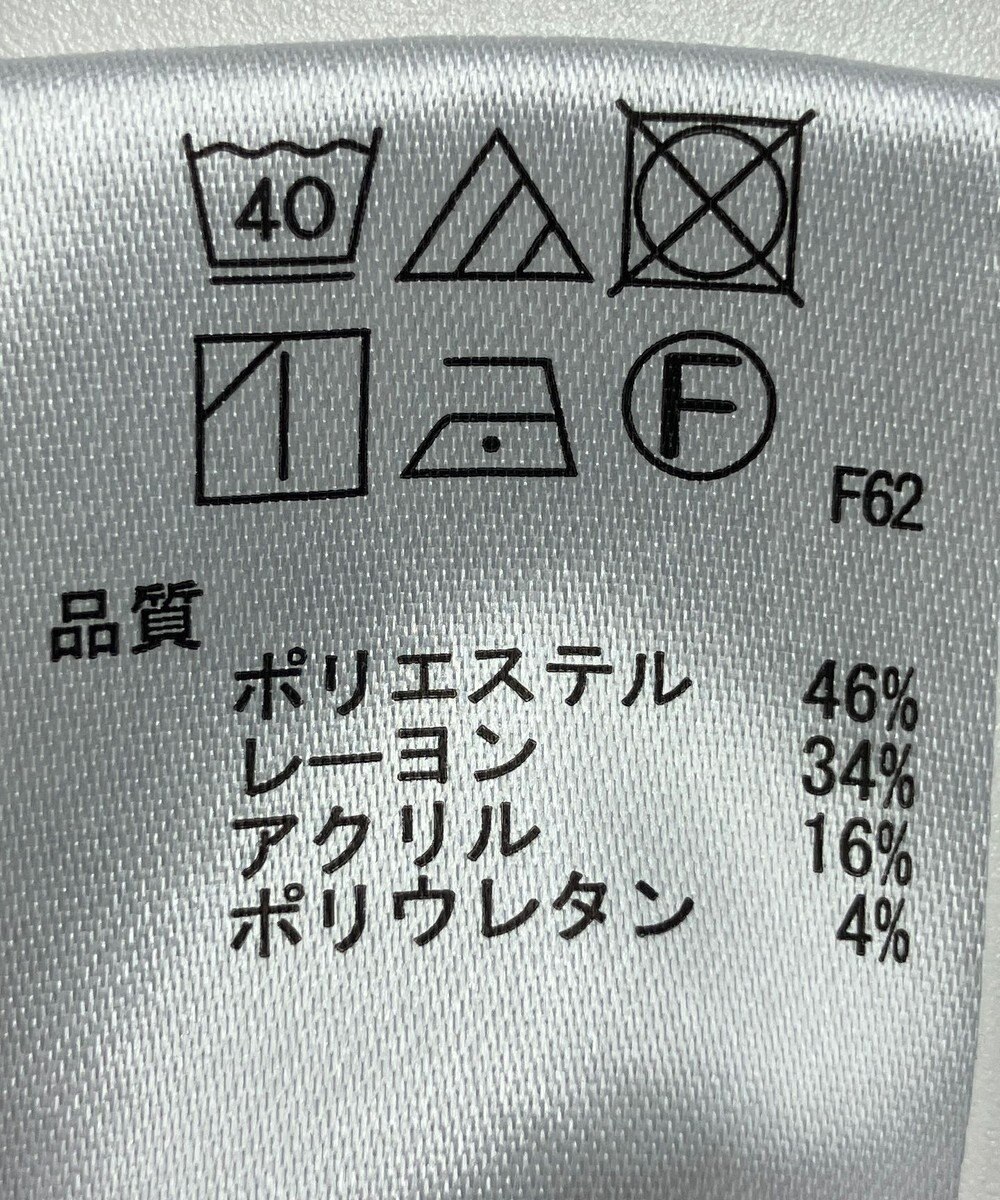 40
F
F62
品質
ポリエステル 46%
レーヨン 34%
アクリル 16%
ポリウレタン 4%